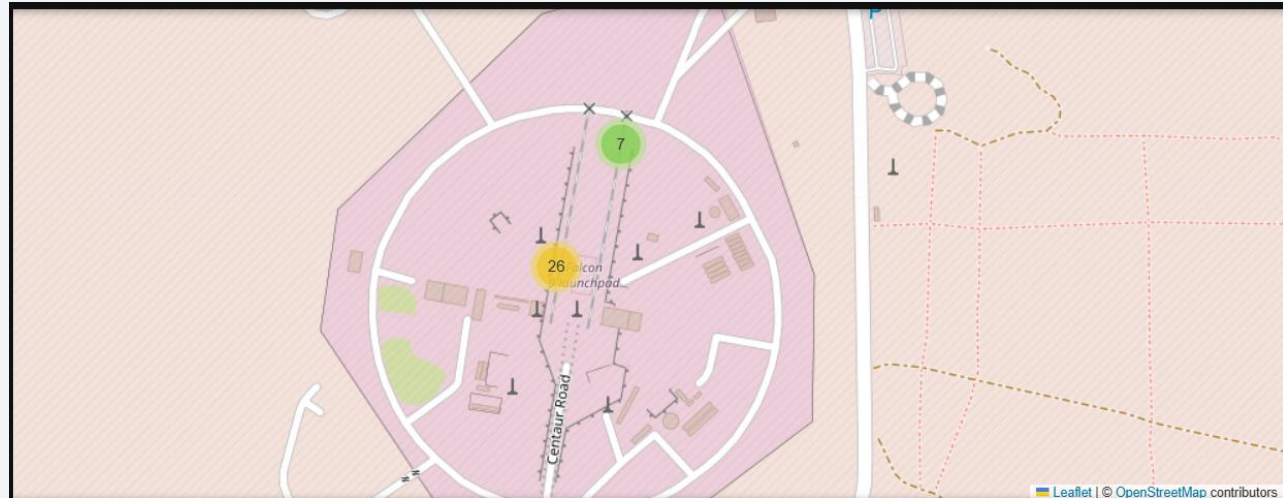 P
7
26
Falcon
9 launchpad
Centaur Road
Leaflet | © OpenStreetMap contributors